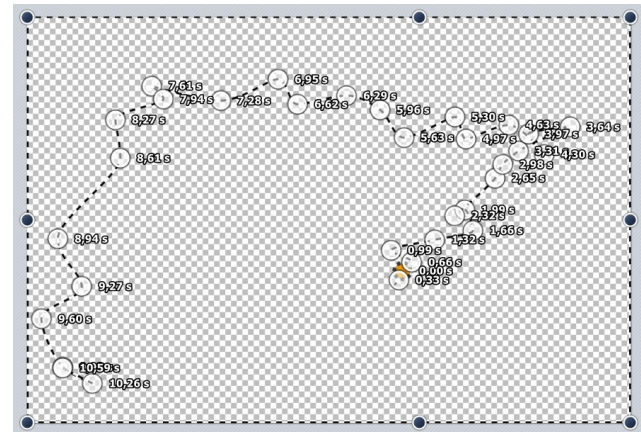 6,95 s
7,61 s
7,94 s
7,28 s
6,62 s
6,29 s
5,96 s
8,27 s
5,30 s
4,63 s
3,64 s
3,97 s
5,63 s
4,97 s
3,31 s
4,30 s
8,61 s
2,98 s
2,65 s
1,99 s
2,32 s
1,66 s
8,94 s
1,32 s
0,99 s
0,66 s
0,00 s
0,33 s
9,27 s
9,60 s
10,59 s
10,26 s